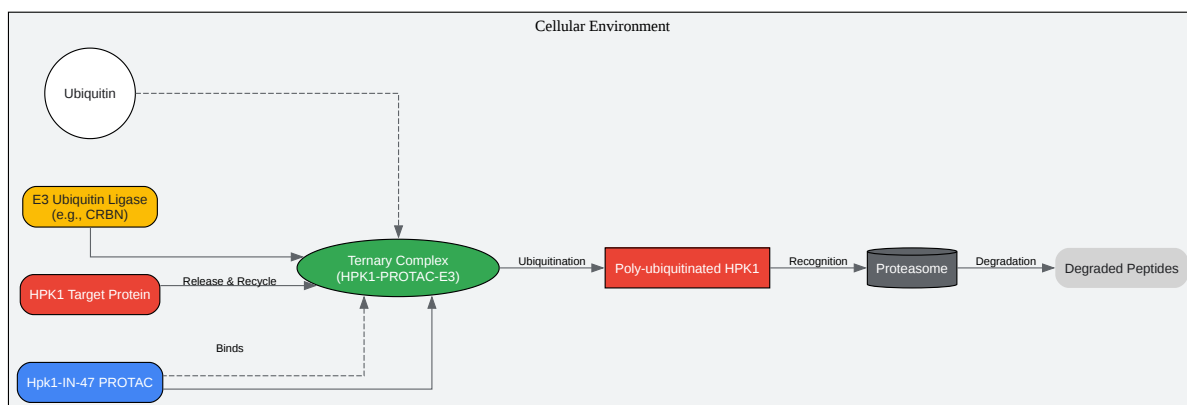 Cellular Environment
Ubiquitin
E3 Ubiquitin Ligase
(e.g., CRBN)
Ternary Complex
(HPK1-PROTAC-E3)
Ubiquitination
Poly-ubiquitinated HPK1
Recognition
Proteasome
Degradation
Degraded Peptides
HPK1 Target Protein
Release & Recycle
Binds
Hpk1-IN-47 PROTAC